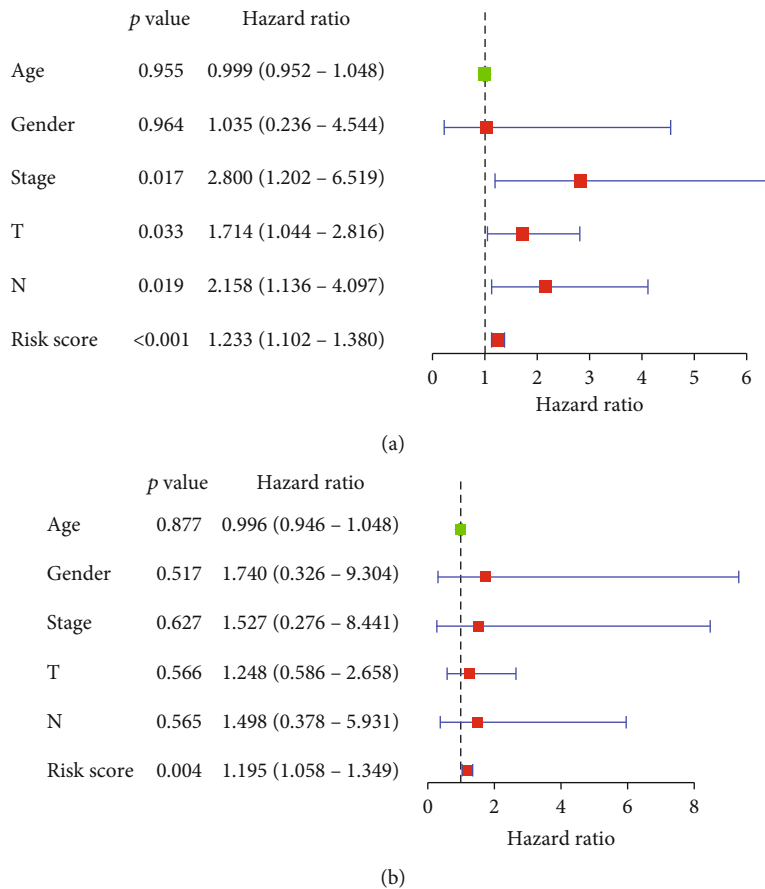 p value Hazard ratio
Age 0.955 0.999 (0.952 – 1.048)
Gender 0.964 1.035 (0.236 – 4.544)
Stage 0.017 2.800 (1.202 – 6.519)
T 0.033 1.714 (1.044 – 2.816)
N 0.019 2.158 (1.136 – 4.097)
Risk score <0.001 1.233 (1.102 – 1.380)
0 1 2 3 4 5 6
Hazard ratio
(a)
p value Hazard ratio
Age 0.877 0.996 (0.946 – 1.048)
Gender 0.517 1.740 (0.326 – 9.304)
Stage 0.627 1.527 (0.276 – 8.441)
T 0.566 1.248 (0.586 – 2.658)
N 0.565 1.498 (0.378 – 5.931)
Risk score 0.004 1.195 (1.058 – 1.349)
0 2 4 6 8
Hazard ratio
(b)